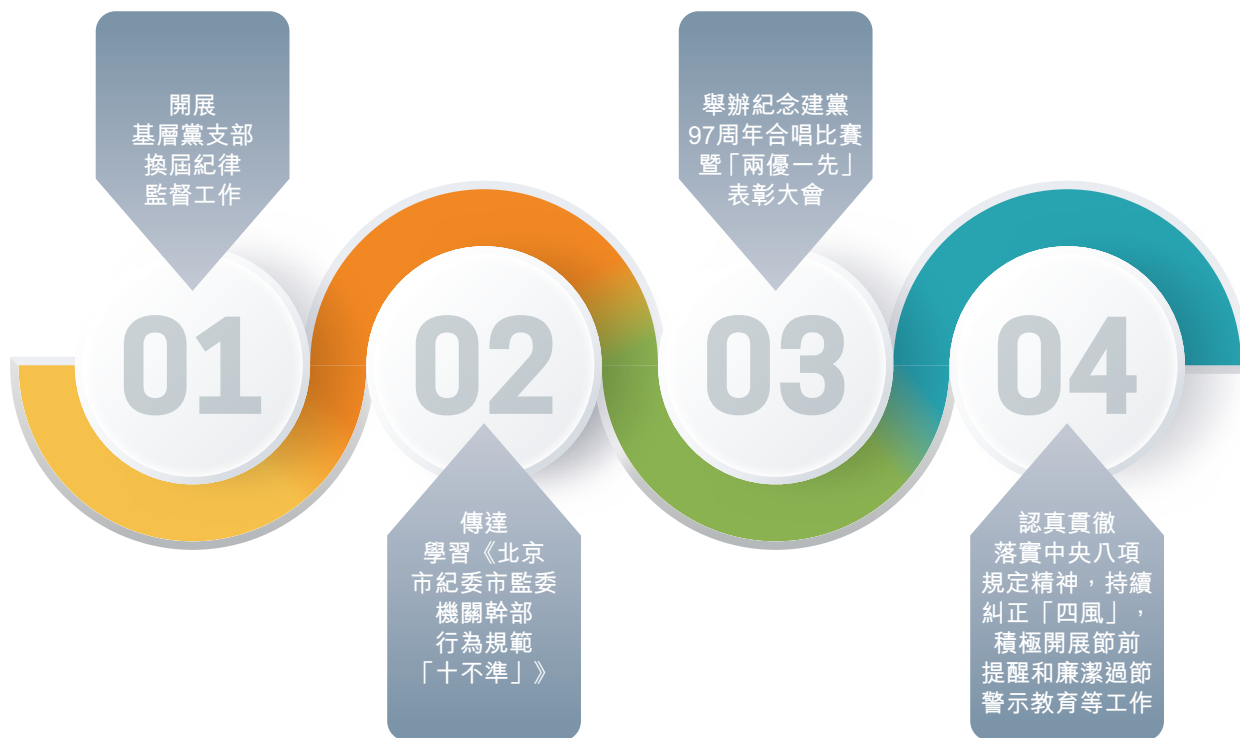 開展
基層黨支部
換屆紀律
監督工作
01
傳達
學習《北京
市紀委市監委
機關幹部
行為規範
「十不準」》
02
舉辦紀念建黨
97周年合唱比賽
暨「兩優一先」
表彰大會
03
認真貫徹
落實中央八項
規定精神，持續
糾正「四風」，
積極開展節前
提醒和廉潔過節
警示教育等工作
04